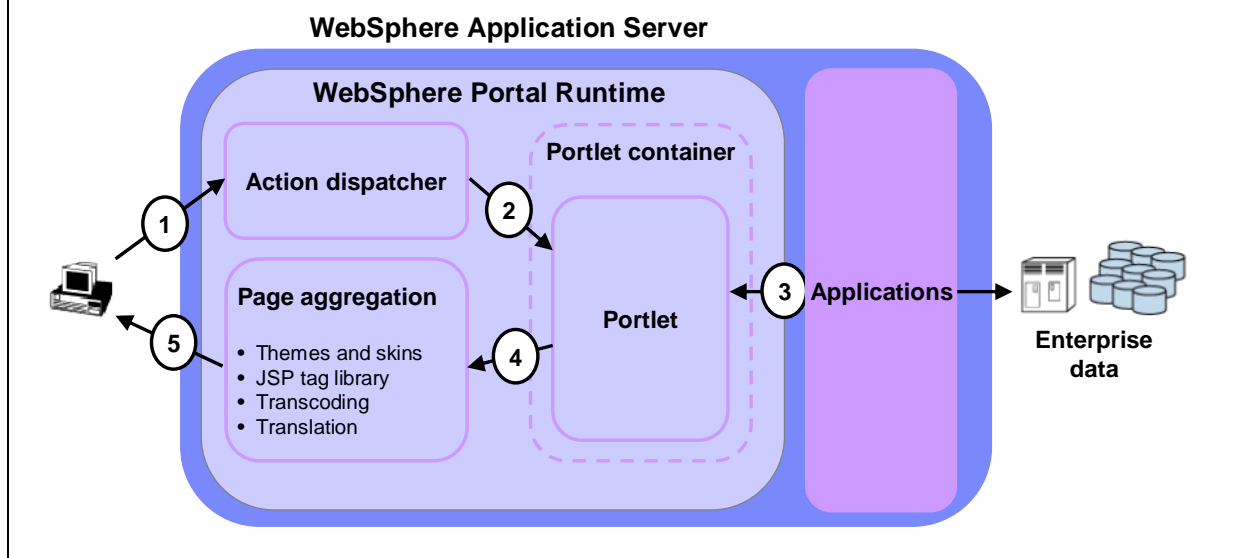 WebSphere Application Server
WebSphere Portal Runtime
Action dispatcher
Portlet container
1
2
Page aggregation
• Themes and skins
• JSP tag library
• Transcoding
• Translation
Portlet
3
Applications
4
5
Enterprise
data